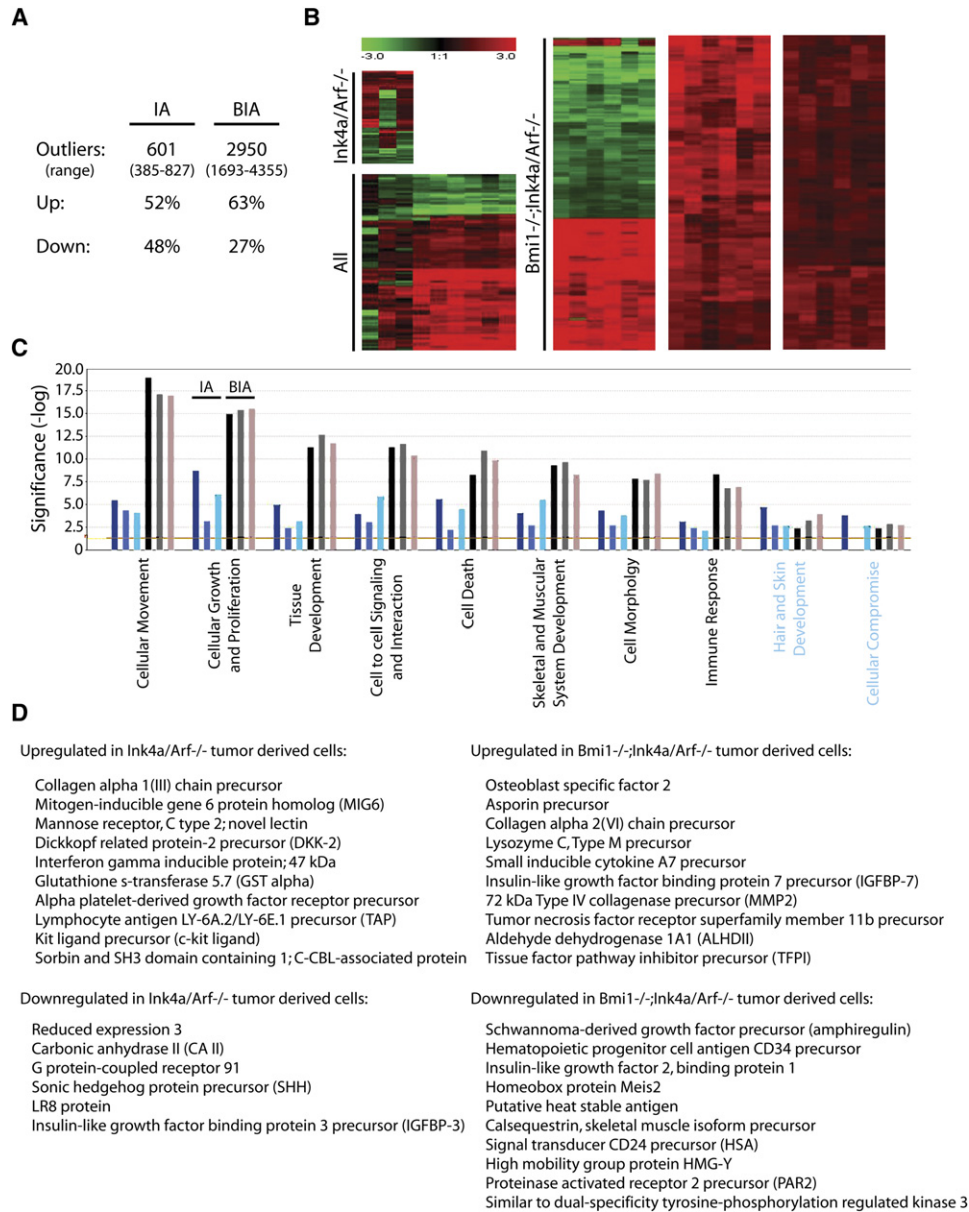 A
IA BIA
Outliers: 601 2950
(range) (385-827) (1693-4355)
Up: 52% 63%
Down: 48% 27%
B
-3.0 1:1 3.0
Ink4a/Arf-/-
All
Bmi1-/-;Ink4a/Arf-/-
C
Significance (-log)
20.0
17.5
15.0
12.5
10.0
7.5
5.0
2.5
0
IA BIA
Cellular Movement
Cellular Growth
and Proliferation
Tissue
Development
Cell to cell Signaling
and Interaction
Cell Death
Skeletal and Muscular
System Development
Cell Morpholgy
Immune Response
Hair and Skin
Development
Cellular Compromise
D
Upregulated in Ink4a/Arf-/- tumor derived cells:
Collagen alpha 1(III) chain precursor
Mitogen-inducible gene 6 protein homolog (MIG6)
Mannose receptor, C type 2; novel lectin
Dickkopf related protein-2 precursor (DKK-2)
Interferon gamma inducible protein; 47 kDa
Glutathione s-transferase 5.7 (GST alpha)
Alpha platelet-derived growth factor receptor precursor
Lymphocyte antigen LY-6A.2/LY-6E.1 precursor (TAP)
Kit ligand precursor (c-kit ligand)
Sorbin and SH3 domain containing 1; C-CBL-associated protein
Downregulated in Ink4a/Arf-/- tumor derived cells:
Reduced expression 3
Carbonic anhydrase II (CA II)
G protein-coupled receptor 91
Sonic hedgehog protein precursor (SHH)
LR8 protein
Insulin-like growth factor binding protein 3 precursor (IGFBP-3)
Upregulated in Bmi1-/-;Ink4a/Arf-/- tumor derived cells:
Osteoblast specific factor 2
Asporin precursor
Collagen alpha 2(VI) chain precursor
Lysozyme C, Type M precursor
Small inducible cytokine A7 precursor
Insulin-like growth factor binding protein 7 precursor (IGFBP-7)
72 kDa Type IV collagenase precursor (MMP2)
Tumor necrosis factor receptor superfamily member 11b precursor
Aldehyde dehydrogenase 1A1 (ALHDII)
Tissue factor pathway inhibitor precursor (TFPI)
Downregulated in Bmi1-/-;Ink4a/Arf-/- tumor derived cells:
Schwannoma-derived growth factor precursor (amphiregulin)
Hematopoietic progenitor cell antigen CD34 precursor
Insulin-like growth factor 2, binding protein 1
Homeobox protein Meis2
Putative heat stable antigen
Calsequestrin, skeletal muscle isoform precursor
Signal transducer CD24 precursor (HSA)
High mobility group protein HMG-Y
Proteinase activated receptor 2 precursor (PAR2)
Similar to dual-specificity tyrosine-phosphorylation regulated kinase 3